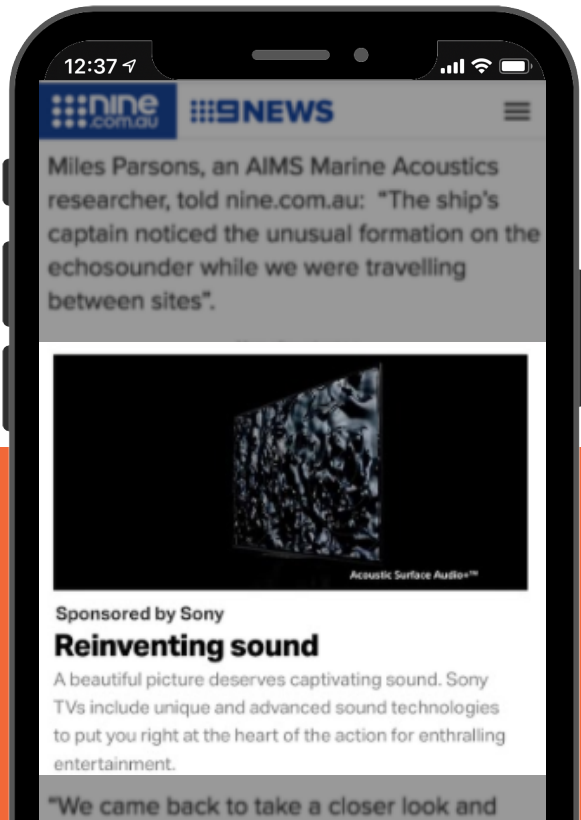 12:37
nine
.com.au
9NEWS
Miles Parsons, an AIMS Marine Acoustics
researcher, told nine.com.au: “The ship's
captain noticed the unusual formation on the
echosounder while we were travelling
between sites”.
Acoustic Surface Audio+™
Sponsored by Sony
Reinventing sound
A beautiful picture deserves captivating sound. Sony
TVs include unique and advanced sound technologies
to put you right at the heart of the action for enthralling
entertainment.
“We came back to take a closer look and